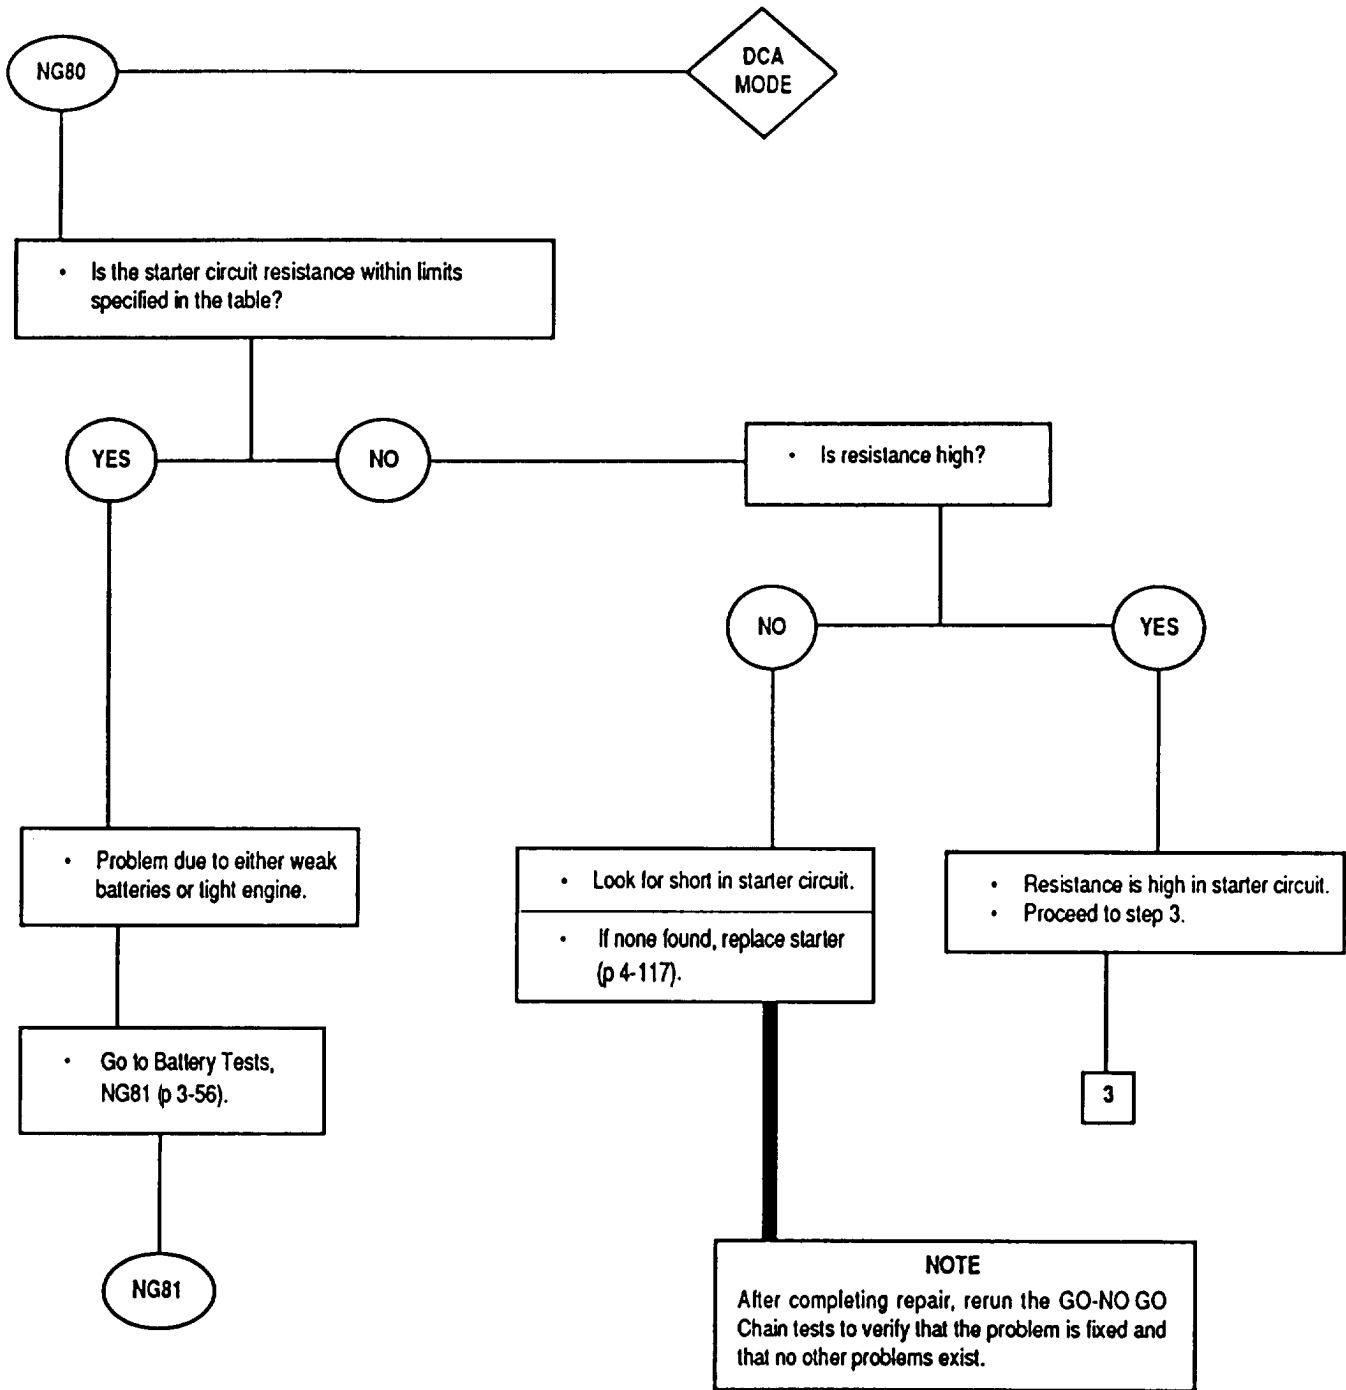 NG80
DCA
MODE
• Is the starter circuit resistance within limits
specified in the table?
YES
NO
• Is resistance high?
NO
YES
• Problem due to either weak
batteries or tight engine.
• Look for short in starter circuit.
• If none found, replace starter
(p 4-117).
• Resistance is high in starter circuit.
• Proceed to step 3.
• Go to Battery Tests,
NG81 (p 3-56).
3
NG81
NOTE
After completing repair, rerun the GO-NO GO
Chain tests to verify that the problem is fixed and
that no other problems exist.